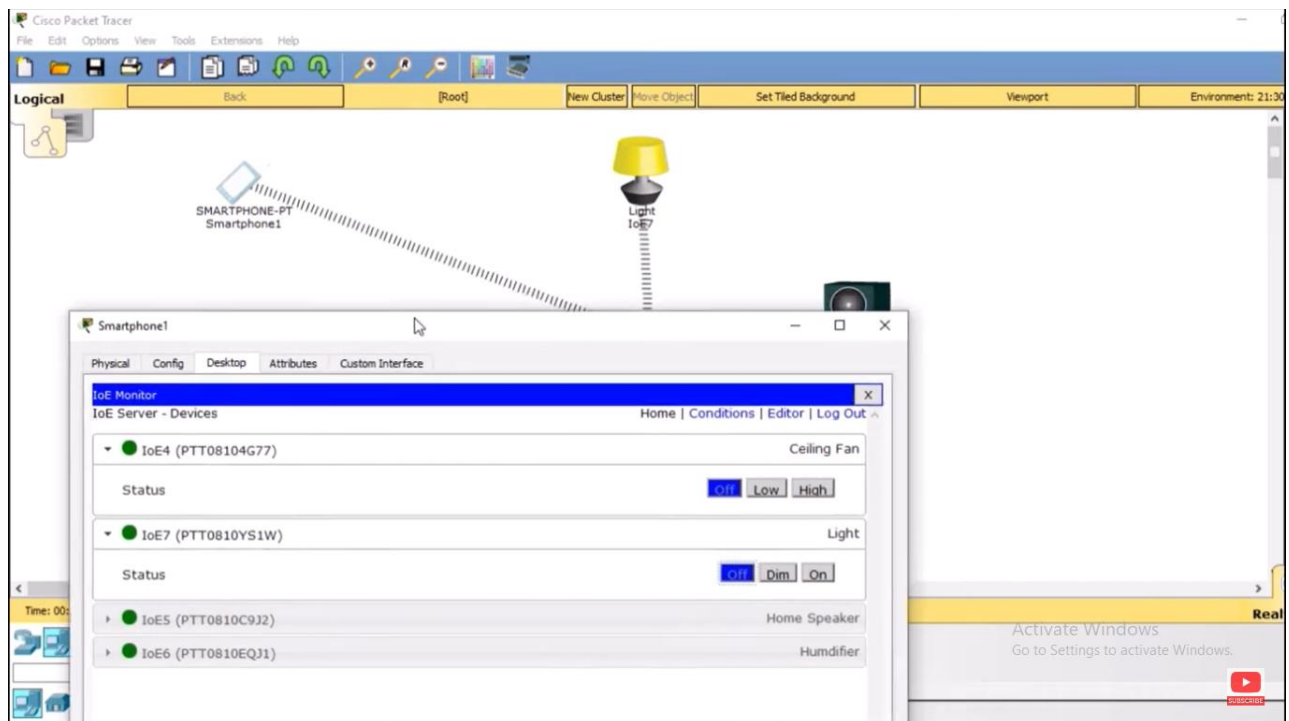 Cisco Packet Tracer
File Edit Options View Tools Extensions Help
Logical Back [Root] New Cluster Move Object Set Tiled Background Viewport Environment: 21:30
SMARTPHONE-PT
Smartphone1
Light
IoE7
Smartphone1
Physical Config Desktop Attributes Custom Interface
IoE Monitor X
IoE Server - Devices Home | Conditions | Editor | Log Out
IoE4 (PTT08104G77) Ceiling Fan
Status Off Low High
IoE7 (PTT0810YS1W) Light
Status Off Dim On
IoE5 (PTT0810C9J2) Home Speaker
IoE6 (PTT0810EQJ1) Humdifier
Time: 00: Real
Activate Windows
Go to Settings to activate Windows.
SUBSCRIBE